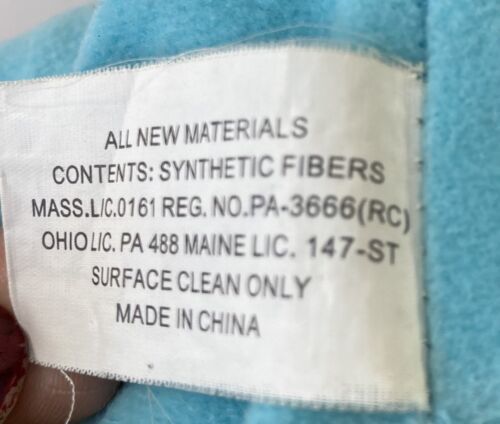 ALL NEW MATERIALS
CONTENTS: SYNTHETIC FIBERS
MASS.LIC.0161 REG. NO.PA-3666(RC)
OHIO LIC. PA 488 MAINE LIC. 147-ST
SURFACE CLEAN ONLY
MADE IN CHINA